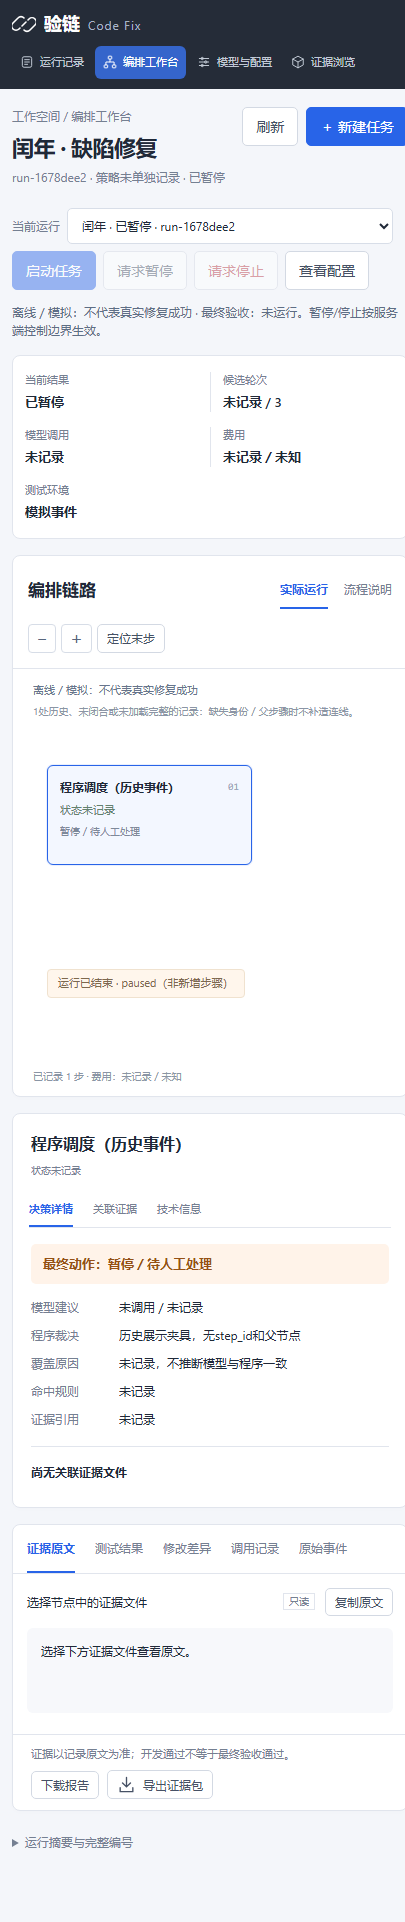 验链 Code Fix
运行记录 编排工作台 模型与配置 证据浏览
工作空间 / 编排工作台
刷新 + 新建任务
闰年 · 缺陷修复
run-1678dee2 · 策略未单独记录 · 已暂停
当前运行 闰年 · 已暂停 · run-1678dee2
启动任务 请求暂停 请求停止 查看配置
离线 / 模拟：不代表真实修复成功 · 最终验收：未运行。暂停/停止按服务
端控制边界生效。
当前结果 候选轮次
已暂停 未记录 / 3
模型调用 费用
未记录 未记录 / 未知
测试环境
模拟事件
编排链路 实际运行 流程说明
− + 定位末步
离线 / 模拟：不代表真实修复成功
1处历史、未闭合或未加载完整的记录：缺失身份 / 父步骤时不补造连线。
程序调度（历史事件） 01
状态未记录
暂停 / 待人工处理
运行已结束 · paused（非新增步骤）
已记录 1 步 · 费用：未记录 / 未知
程序调度（历史事件）
状态未记录
决策详情 关联证据 技术信息
最终动作：暂停 / 待人工处理
模型建议 未调用 / 未记录
程序裁决 历史展示夹具，无step_id和父节点
覆盖原因 未记录，不推断模型与程序一致
命中规则 未记录
证据引用 未记录
尚无关联证据文件
证据原文 测试结果 修改差异 调用记录 原始事件
选择节点中的证据文件 只读 复制原文
选择下方证据文件查看原文。
证据以记录原文为准；开发通过不等于最终验收通过。
下载报告 导出证据包
运行摘要与完整编号